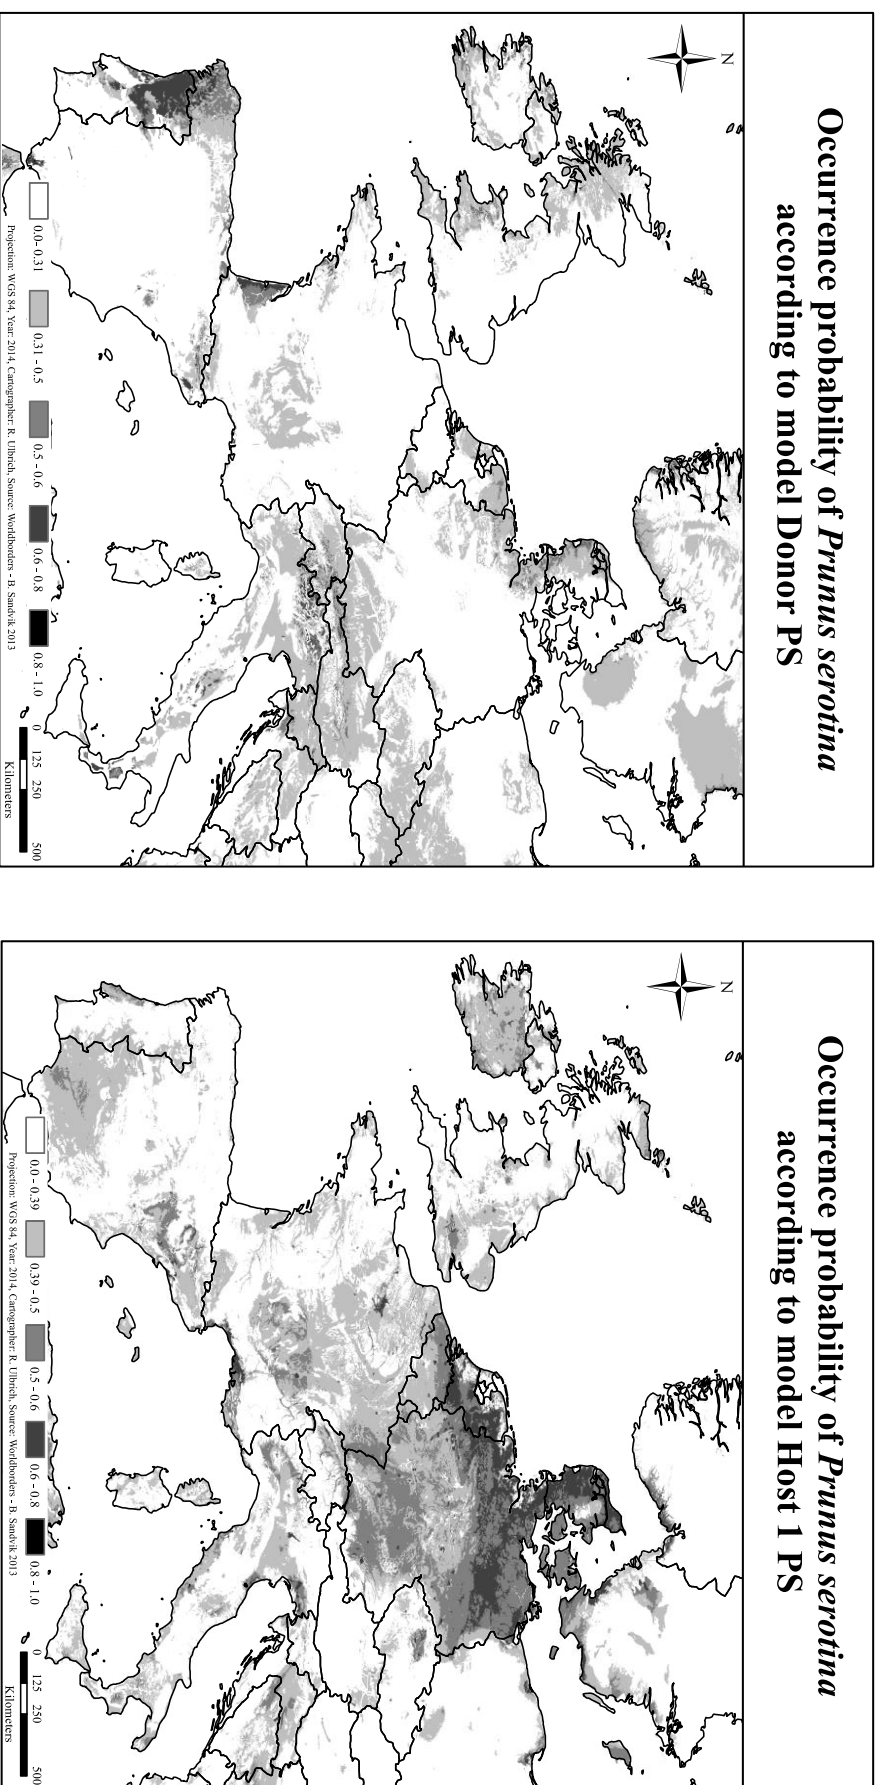 Occurrence probability of Prunus serotina
according to model Donor PS
N
0.0 - 0.31
0.31 - 0.5
0.5 - 0.6
0.6 - 0.8
0.8 - 1.0
0 125 250 500
Kilometers
Projection: WGS 84, Year: 2014, Cartographer: R. Ulbrich, Source: Worldborders - B. Sandvik 2013
Occurrence probability of Prunus serotina
according to model Host 1 PS
N
0.0 - 0.39
0.39 - 0.5
0.5 - 0.6
0.6 - 0.8
0.8 - 1.0
0 125 250 500
Kilometers
Projection: WGS 84, Year: 2014, Cartographer: R. Ulbrich, Source: Worldborders - B. Sandvik 2013